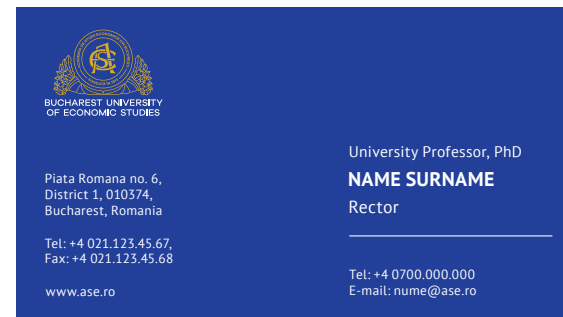 BUCHAREST UNIVERSITY
OF ECONOMIC STUDIES
Piata Romana no. 6,
District 1, 010374,
Bucharest, Romania
Tel: +4 021.123.45.67,
Fax: +4 021.123.45.68
www.ase.ro
University Professor, PhD
NAME SURNAME
Rector
Tel: +4 0700.000.000
E-mail: nume@ase.ro